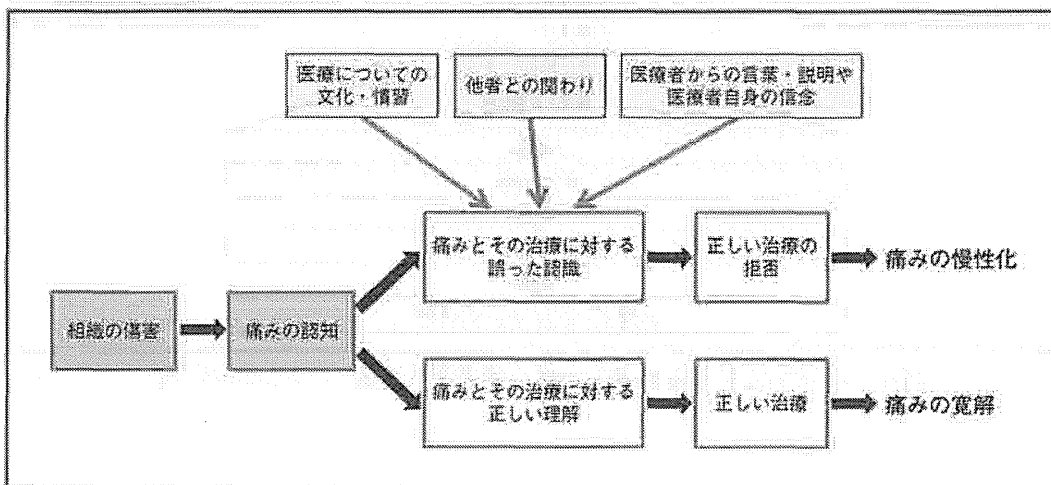 医療についての
文化・慣習
他者との関わり
医療者からの言葉・説明や
医療者自身の信念
痛みとその治療に対する
誤った認識
正しい治療の
拒否
痛みの慢性化
組織の傷害
痛みの認知
痛みとその治療に対する
正しい理解
正しい治療
痛みの寛解